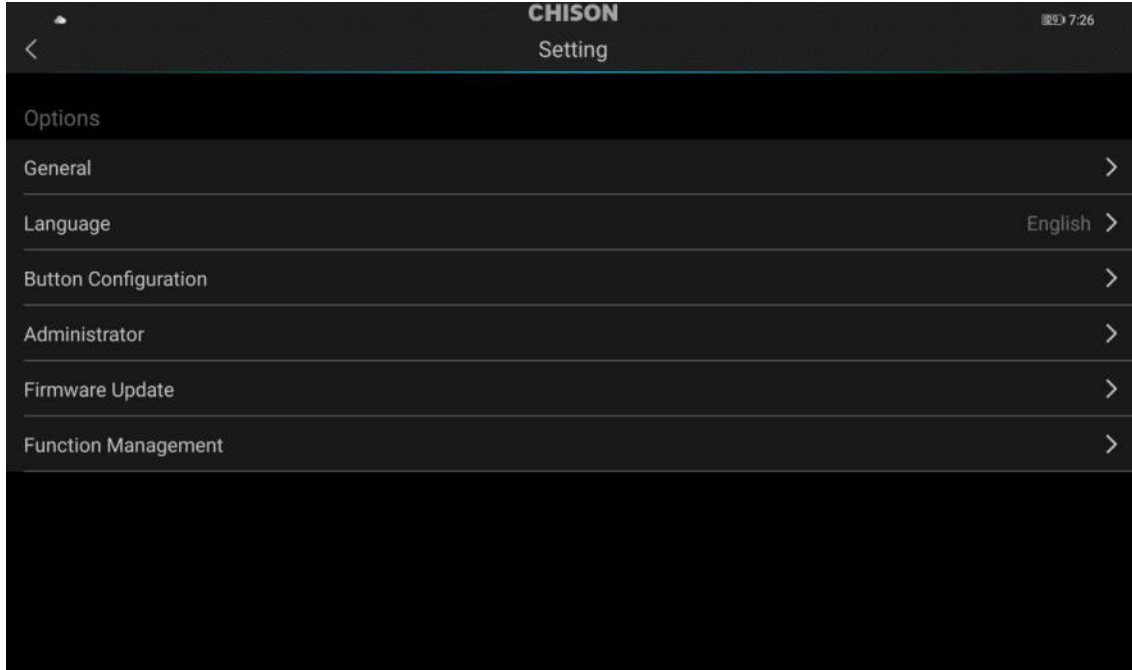 CHISON
7:26
Setting
Options
General
Language English
Button Configuration
Administrator
Firmware Update
Function Management